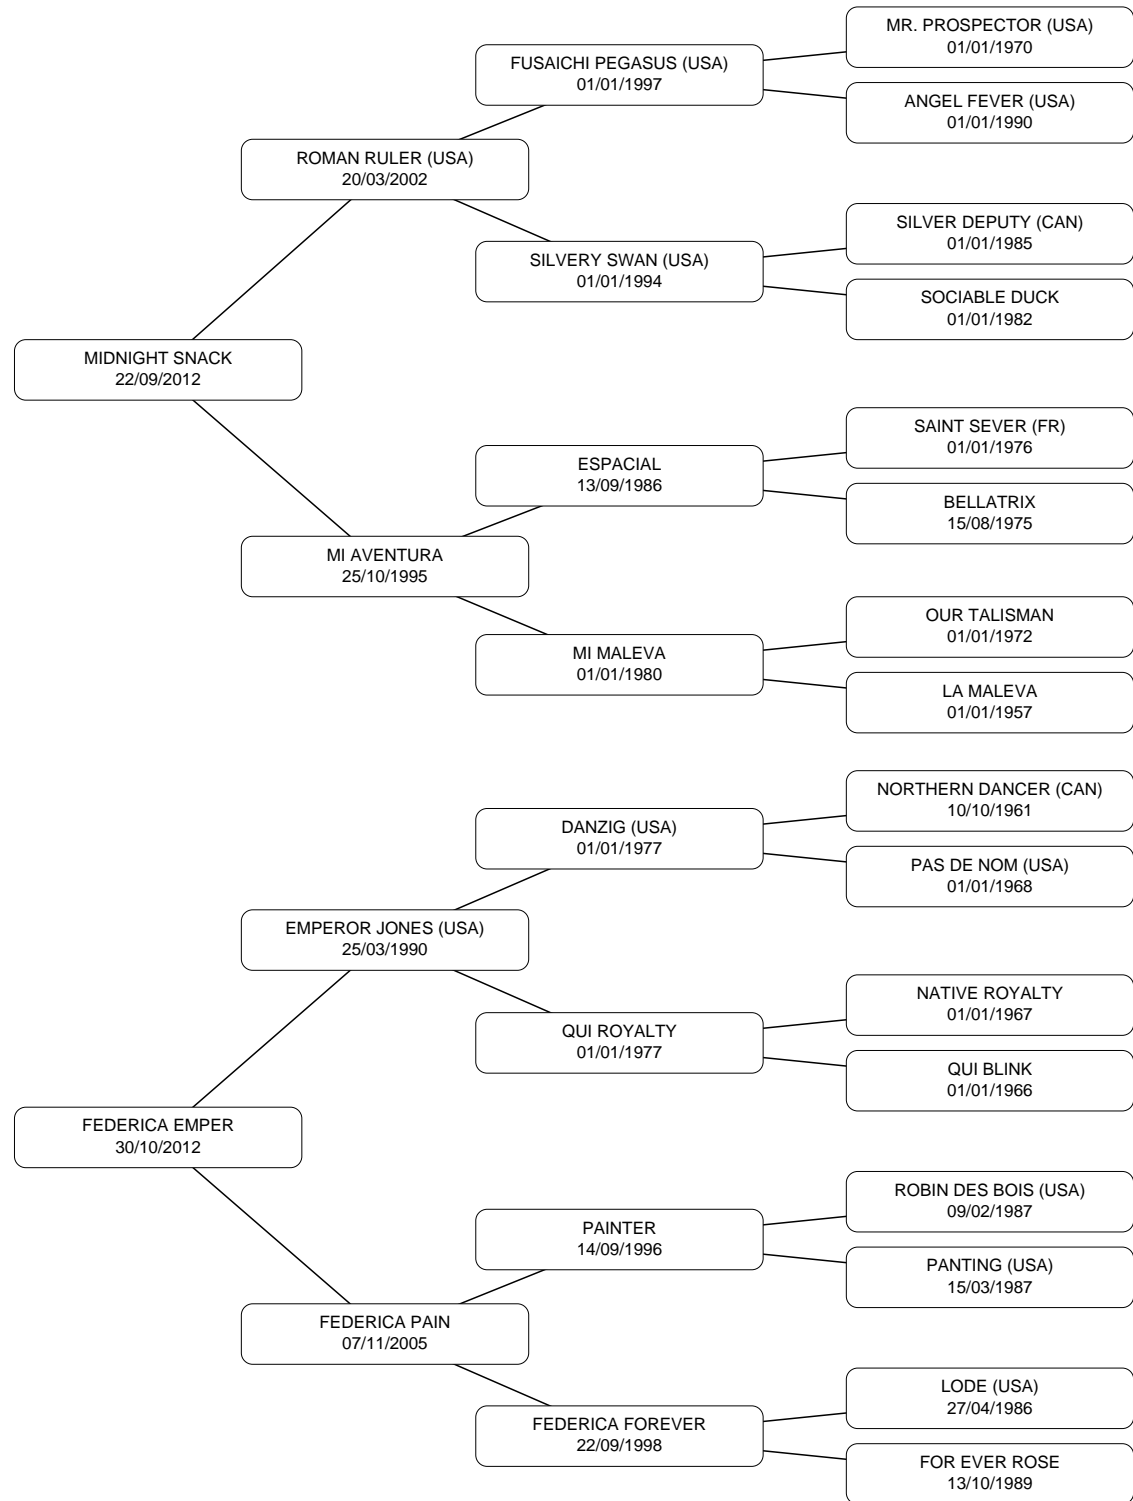 MR. PROSPECTOR (USA)
01/01/1970
FUSAICHI PEGASUS (USA)
01/01/1997
ANGEL FEVER (USA)
01/01/1990
ROMAN RULER (USA)
20/03/2002
SILVER DEPUTY (CAN)
01/01/1985
SILVERY SWAN (USA)
01/01/1994
SOCIABLE DUCK
01/01/1982
MIDNIGHT SNACK
22/09/2012
SAINT SEVER (FR)
01/01/1976
ESPACIAL
13/09/1986
BELLATRIX
15/08/1975
MI AVENTURA
25/10/1995
OUR TALISMAN
01/01/1972
MI MALEVA
01/01/1980
LA MALEVA
01/01/1957
NORTHERN DANCER (CAN)
10/10/1961
DANZIG (USA)
01/01/1977
PAS DE NOM (USA)
01/01/1968
EMPEROR JONES (USA)
25/03/1990
NATIVE ROYALTY
01/01/1967
QUI ROYALTY
01/01/1977
QUI BLINK
01/01/1966
FEDERICA EMPER
30/10/2012
ROBIN DES BOIS (USA)
09/02/1987
PAINTER
14/09/1996
PANTING (USA)
15/03/1987
FEDERICA PAIN
07/11/2005
LODE (USA)
27/04/1986
FEDERICA FOREVER
22/09/1998
FOR EVER ROSE
13/10/1989